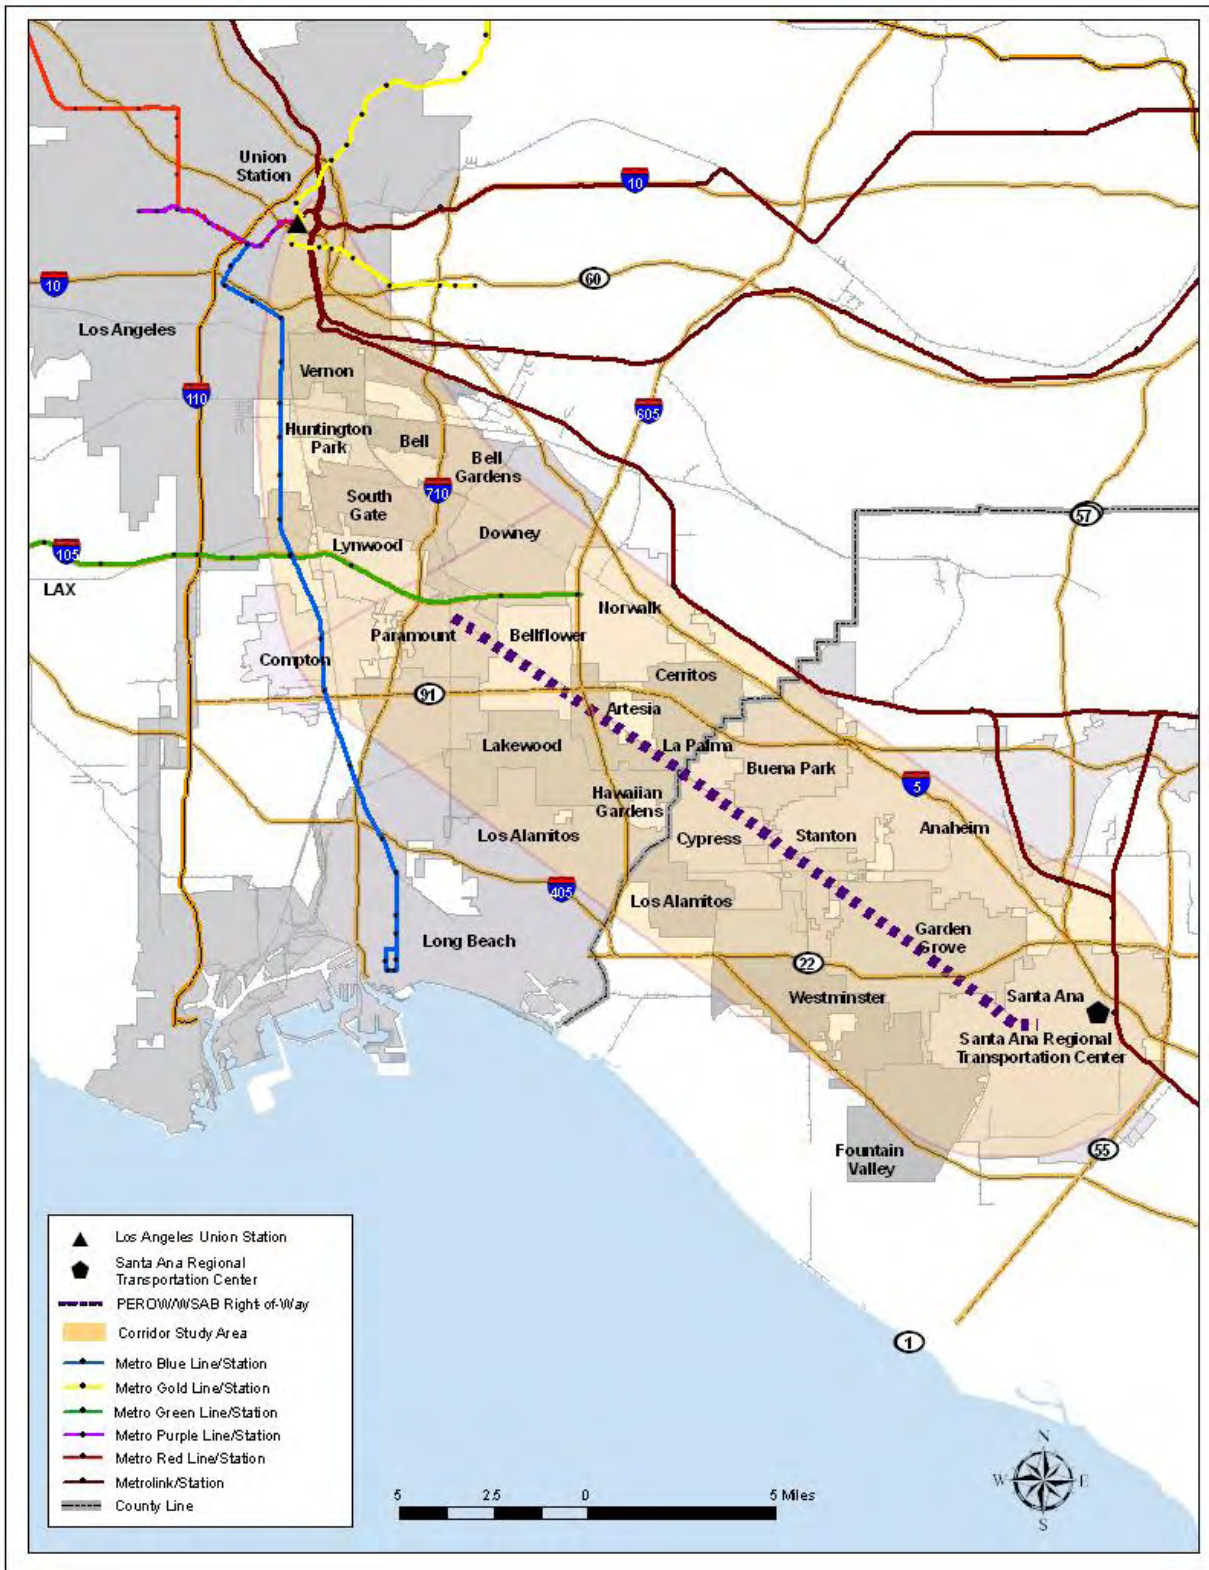 Union
Station
10
10
60
Los Angeles
Vernon
110
605
Huntington
Park
Bell
Bell
Gardens
710
South
Gate
57
Downey
Lynwood
105
LAX
Norwalk
Paramount
Bellflower
Compton
Cerritos
91
Artesia
Lakewood
La Palma
Buena Park
5
Hawaiian
Gardens
Anaheim
Los Alamitos
Cypress
Stanton
405
Los Alamitos
Garden
Grove
Long Beach
22
Westminster
Santa Ana
Santa Ana Regional
Transportation Center
Fountain
Valley
55
1
Los Angeles Union Station
Santa Ana Regional
Transportation Center
PEROW/WSAB Right-of-Way
Corridor Study Area
Metro Blue Line/Station
Metro Gold Line/Station
Metro Green Line/Station
Metro Purple Line/Station
Metro Red Line/Station
Metrolink/Station
County Line
5 2.5 0 5 Miles
N
W E
S